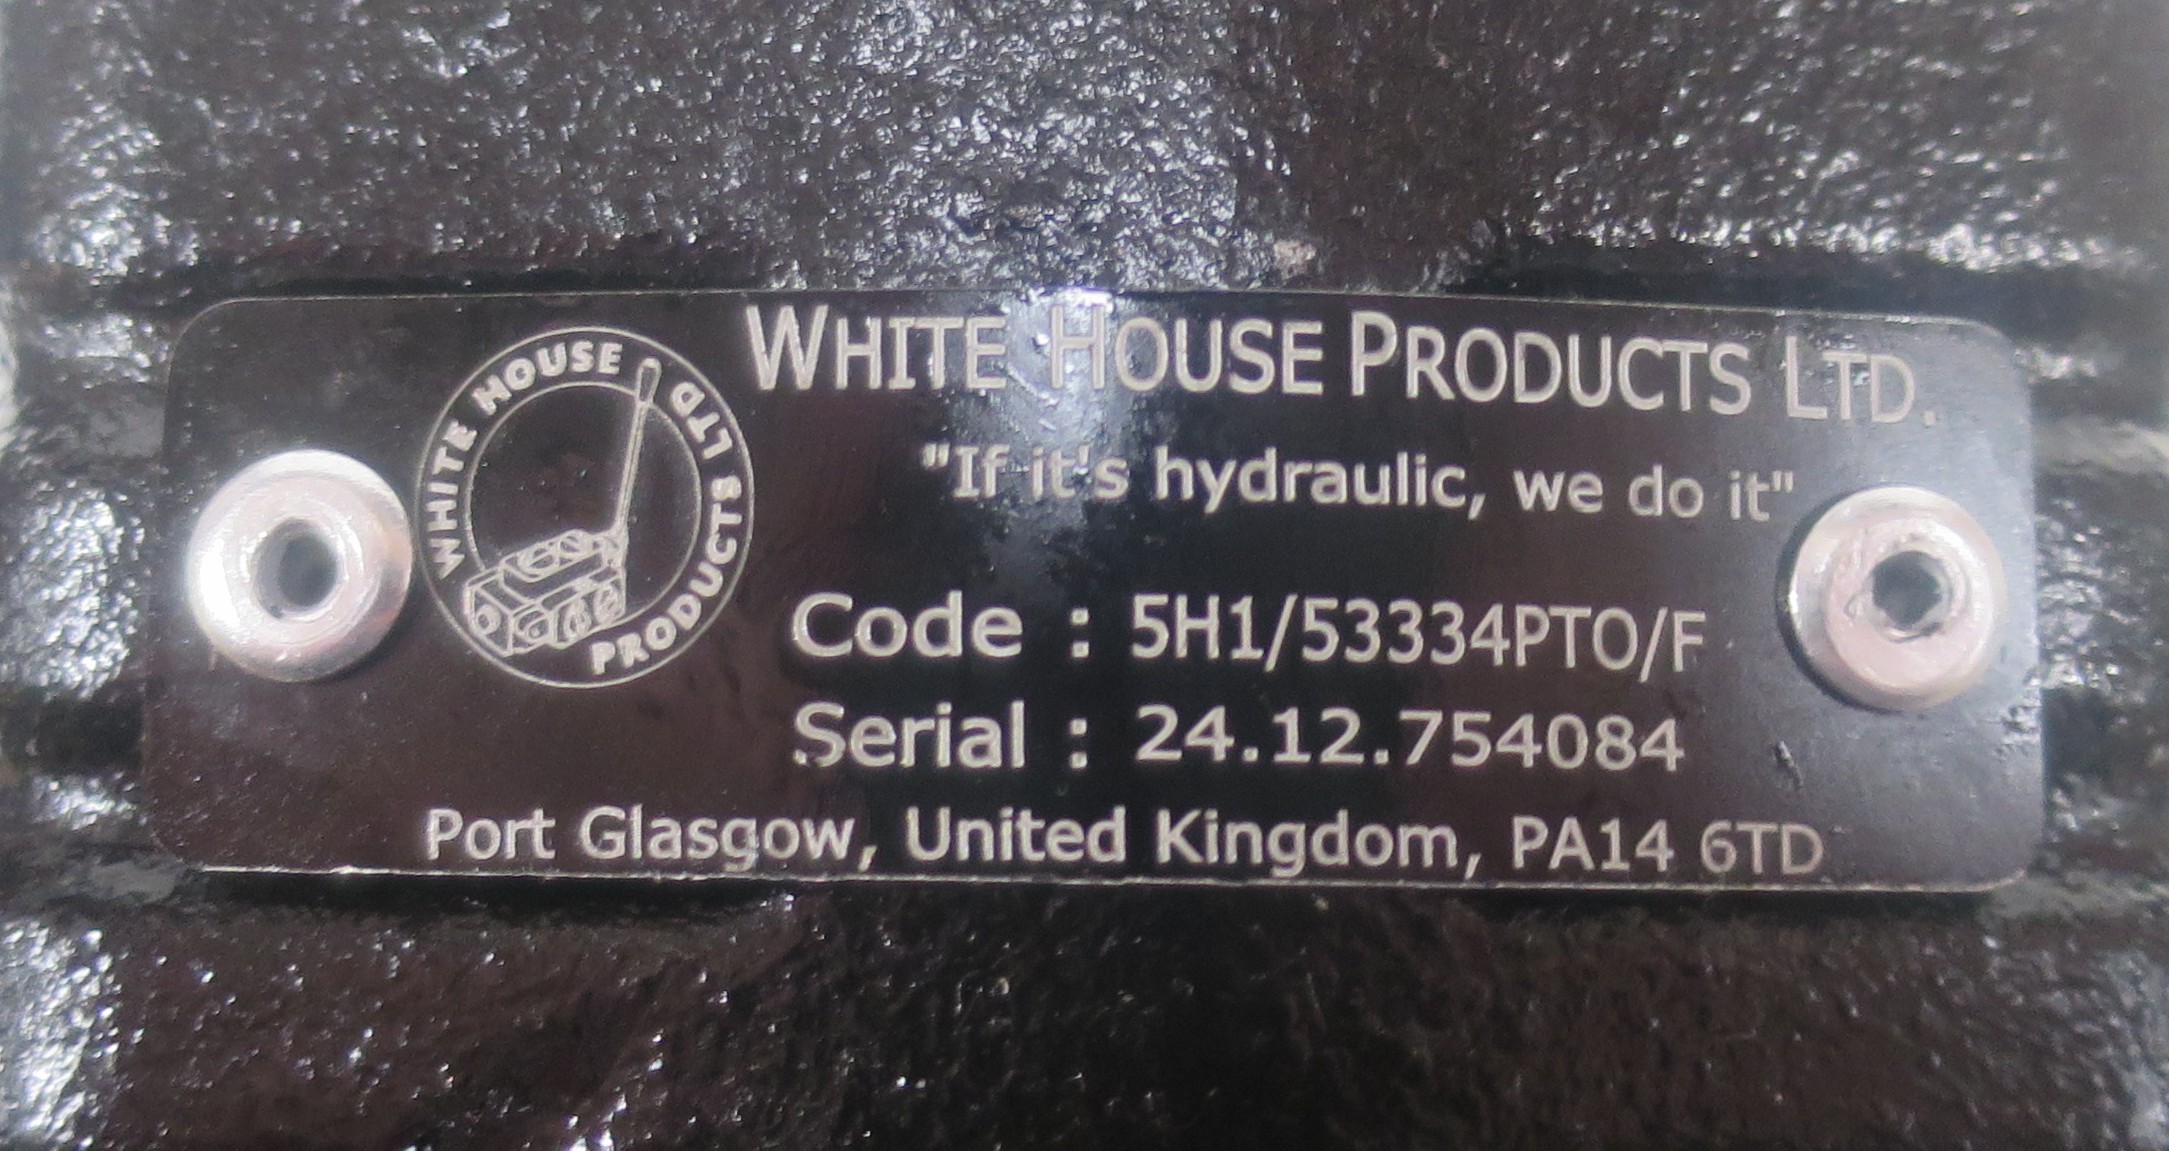 WHITE HOUSE PRODUCTS LTD
WHITE HOUSE PRODUCTS LTD.
"If it's hydraulic, we do it"
Code : 5H1/53334PTO/F
Serial : 24.12.754084
Port Glasgow, United Kingdom, PA14 6TD